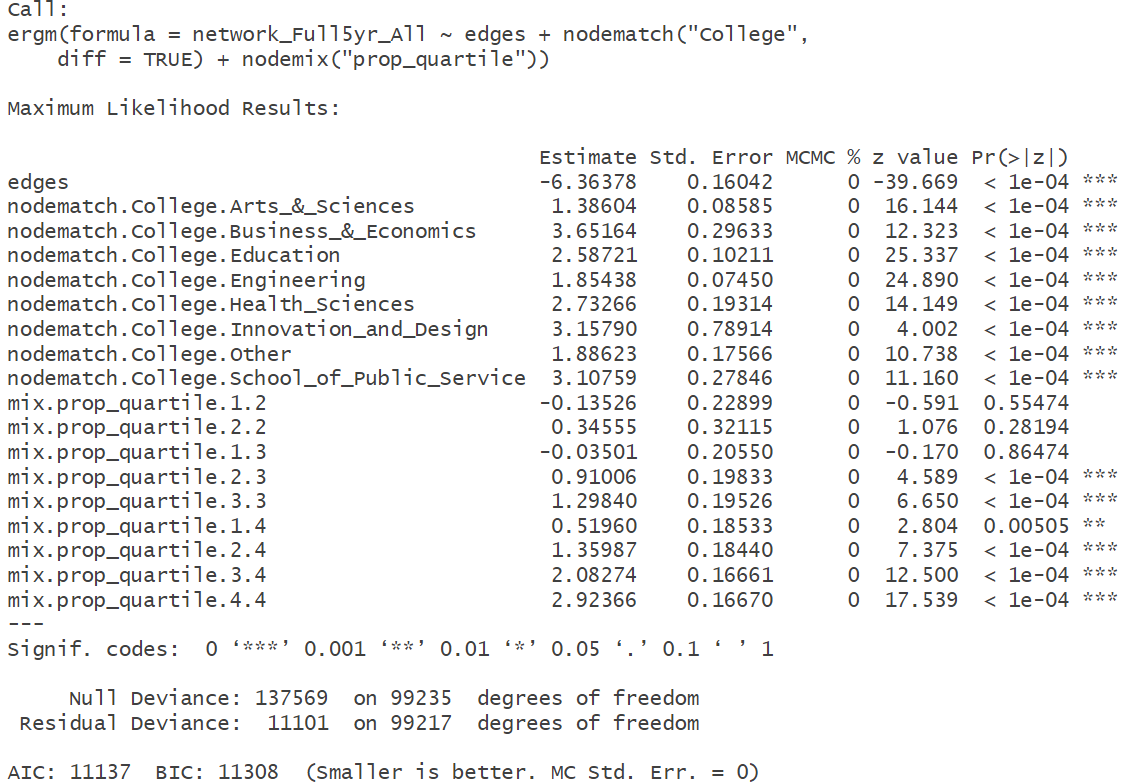 Call:
ergm(formula = network_Full5yr_All ~ edges + nodematch("College",
    diff = TRUE) + nodemix("prop_quartile"))
Maximum Likelihood Results:
Estimate Std. Error MCMC % z value Pr(>|z|)
edges -6.36378 0.16042 0 -39.669 < 1e-04 ***
nodematch.College.Arts_&_Sciences 1.38604 0.08585 0 16.144 < 1e-04 ***
nodematch.College.Business_&_Economics 3.65164 0.29633 0 12.323 < 1e-04 ***
nodematch.College.Education 2.58721 0.10211 0 25.337 < 1e-04 ***
nodematch.College.Engineering 1.85438 0.07450 0 24.890 < 1e-04 ***
nodematch.College.Health_Sciences 2.73266 0.19314 0 14.149 < 1e-04 ***
nodematch.College.Innovation_and_Design 3.15790 0.78914 0 4.002 < 1e-04 ***
nodematch.College.Other 1.88623 0.17566 0 10.738 < 1e-04 ***
nodematch.College.School_of_Public_Service 3.10759 0.27846 0 11.160 < 1e-04 ***
mix.prop_quartile.1.2 -0.13526 0.22899 0 -0.591 0.55474
mix.prop_quartile.2.2 0.34555 0.32115 0 1.076 0.28194
mix.prop_quartile.1.3 -0.03501 0.20550 0 -0.170 0.86474
mix.prop_quartile.2.3 0.91006 0.19833 0 4.589 < 1e-04 ***
mix.prop_quartile.3.3 1.29840 0.19526 0 6.650 < 1e-04 ***
mix.prop_quartile.1.4 0.51960 0.18533 0 2.804 0.00505 **
mix.prop_quartile.2.4 1.35987 0.18440 0 7.375 < 1e-04 ***
mix.prop_quartile.3.4 2.08274 0.16661 0 12.500 < 1e-04 ***
mix.prop_quartile.4.4 2.92366 0.16670 0 17.539 < 1e-04 ***
---
Signif. codes:  0 ‘***’ 0.001 ‘**’ 0.01 ‘*’ 0.05 ‘.’ 0.1 ‘ ’ 1
Null Deviance: 137569  on 99235  degrees of freedom
Residual Deviance:  11101  on 99217  degrees of freedom
AIC: 11137  BIC: 11308  (Smaller is better. MC Std. Err. = 0)